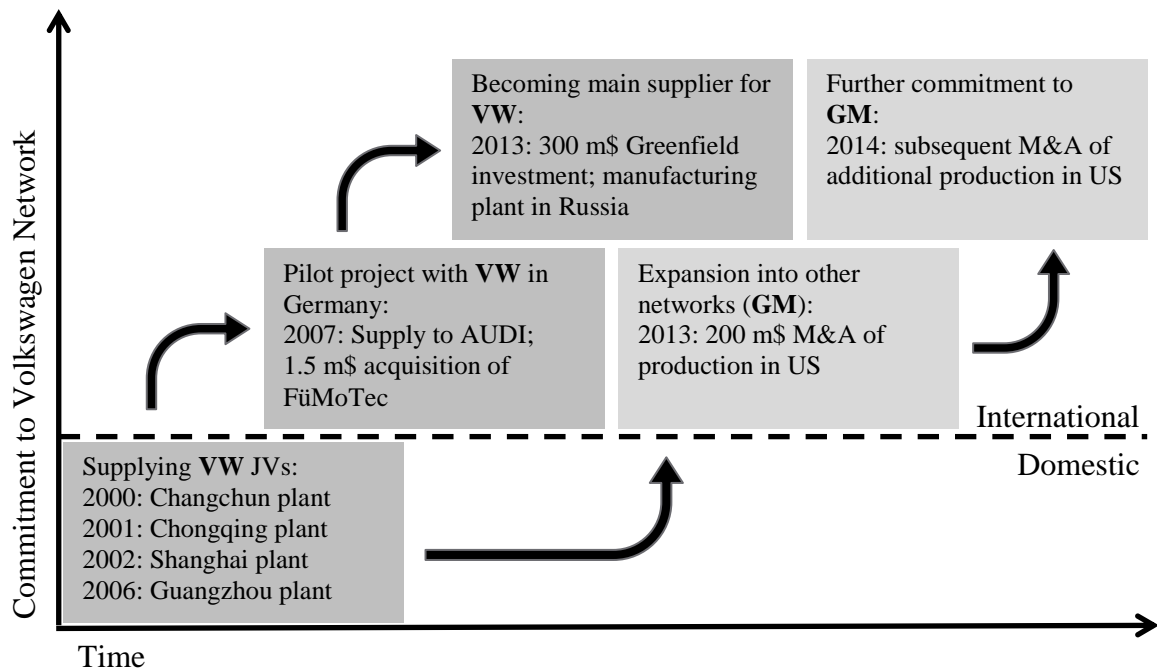 Commitment to Volkswagen Network
Becoming main supplier for
VW:
2013: 300 m$ Greenfield
investment; manufacturing
plant in Russia
Further commitment to
GM:
2014: subsequent M&A of
additional production in US
Pilot project with VW in
Germany:
2007: Supply to AUDI;
1.5 m$ acquisition of
FüMoTec
Expansion into other
networks (GM):
2013: 200 m$ M&A of
production in US
International
Domestic
Supplying VW JVs:
2000: Changchun plant
2001: Chongqing plant
2002: Shanghai plant
2006: Guangzhou plant
Time